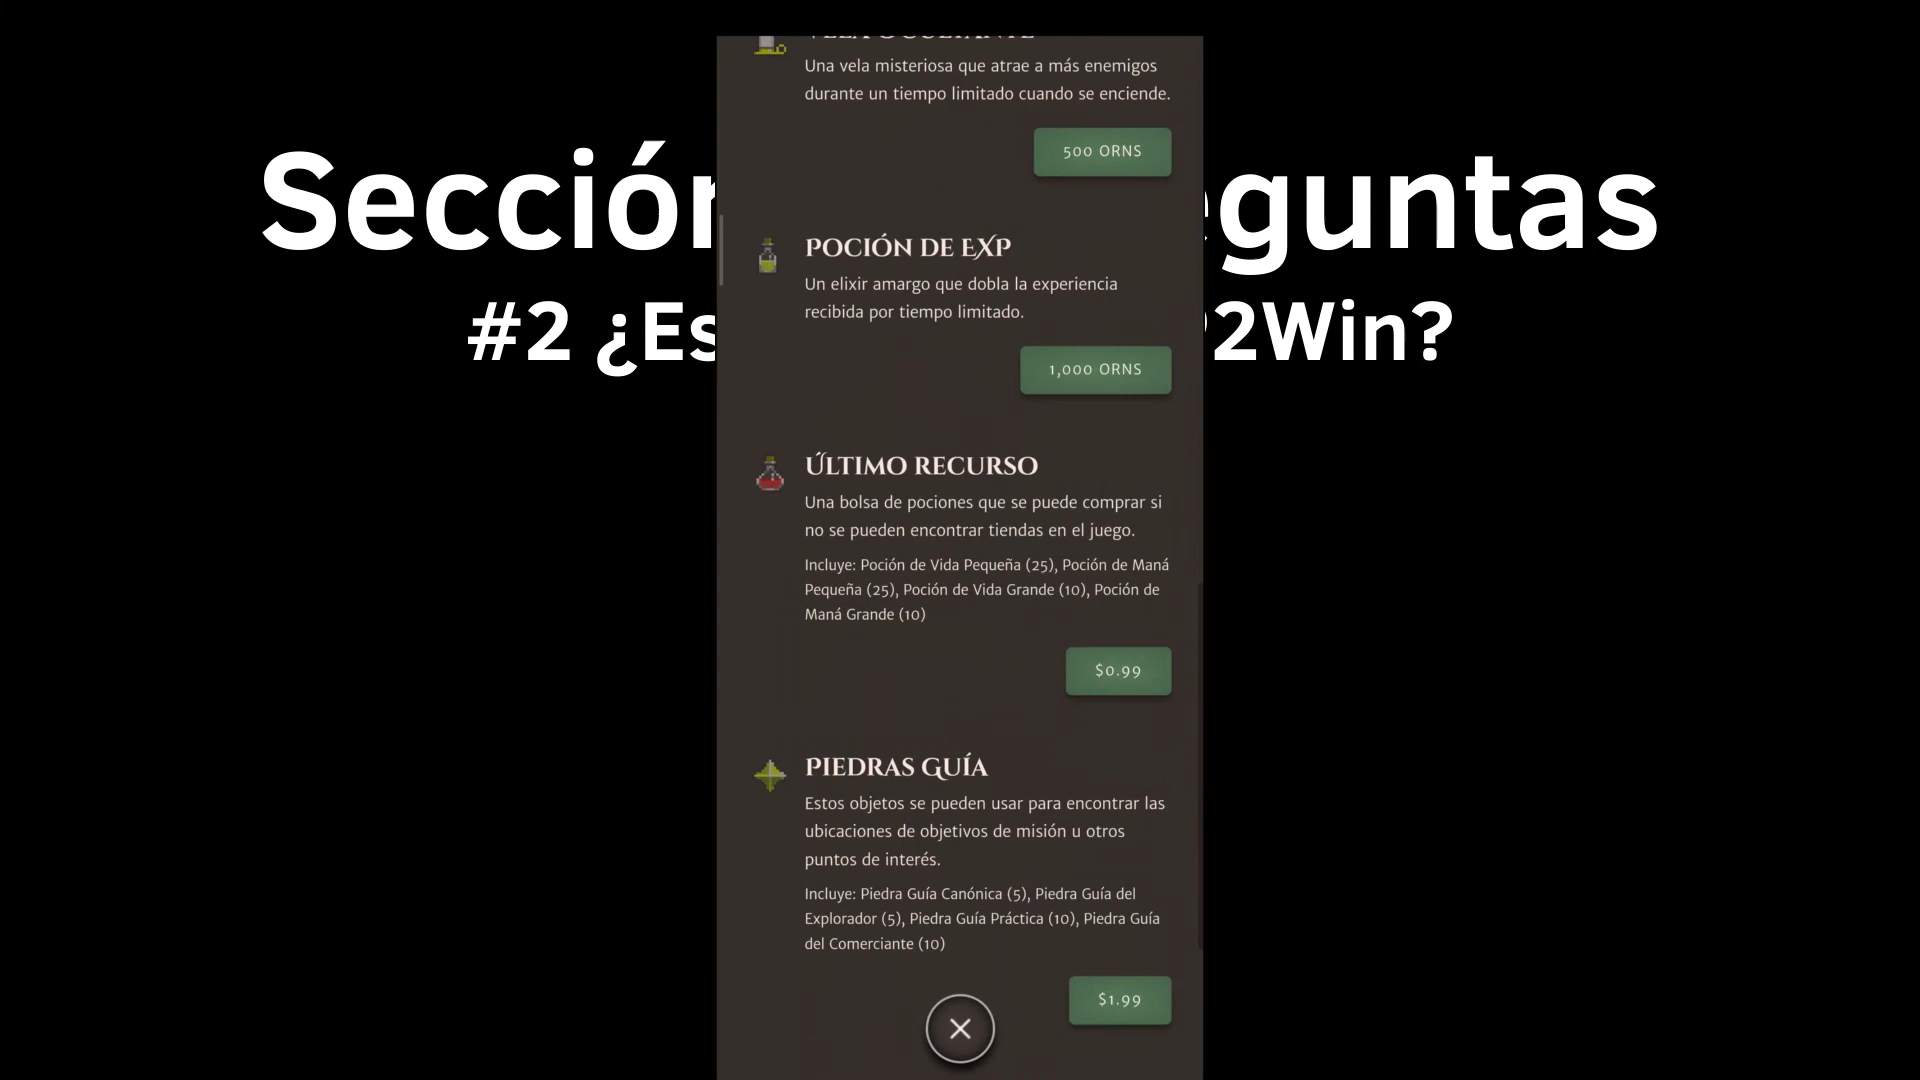 Sección
eguntas
#2 ¿Es
P2Win?
VELA OCULTANTE
Una vela misteriosa que atrae a más enemigos
durante un tiempo limitado cuando se enciende.
500 ORNS
POCIÓN DE EXP
Un elixir amargo que dobla la experiencia
recibida por tiempo limitado.
1,000 ORNS
ÚLTIMO RECURSO
Una bolsa de pociones que se puede comprar si
no se pueden encontrar tiendas en el juego.
Incluye: Poción de Vida Pequeña (25), Poción de Maná
Pequeña (25), Poción de Vida Grande (10), Poción de
Maná Grande (10)
$0.99
PIEDRAS GUÍA
Estos objetos se pueden usar para encontrar las
ubicaciones de objetivos de misión u otros
puntos de interés.
Incluye: Piedra Guía Canónica (5), Piedra Guía del
Explorador (5), Piedra Guía Práctica (10), Piedra Guía
del Comerciante (10)
$1.99